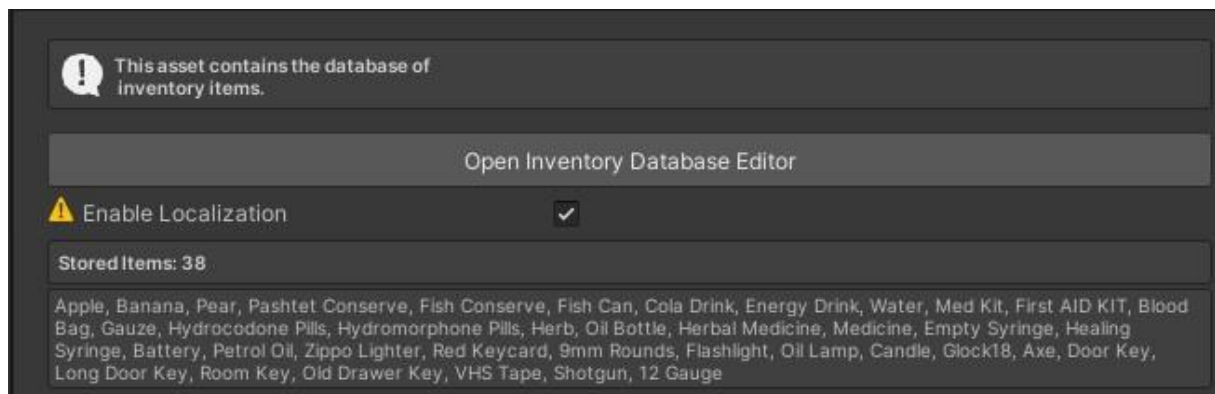 This asset contains the database of
inventory items.
Open Inventory Database Editor
Enable Localization
Stored Items: 38
Apple, Banana, Pear, Pashtet Conserve, Fish Conserve, Fish Can, Cola Drink, Energy Drink, Water, Med Kit, First AID KIT, Blood
Bag, Gauze, Hydrocodone Pills, Hydromorphone Pills, Herb, Oil Bottle, Herbal Medicine, Medicine, Empty Syringe, Healing
Syringe, Battery, Petrol Oil, Zippo Lighter, Red Keycard, 9mm Rounds, Flashlight, Oil Lamp, Candle, Glock18, Axe, Door Key,
Long Door Key, Room Key, Old Drawer Key, VHS Tape, Shotgun, 12 Gauge